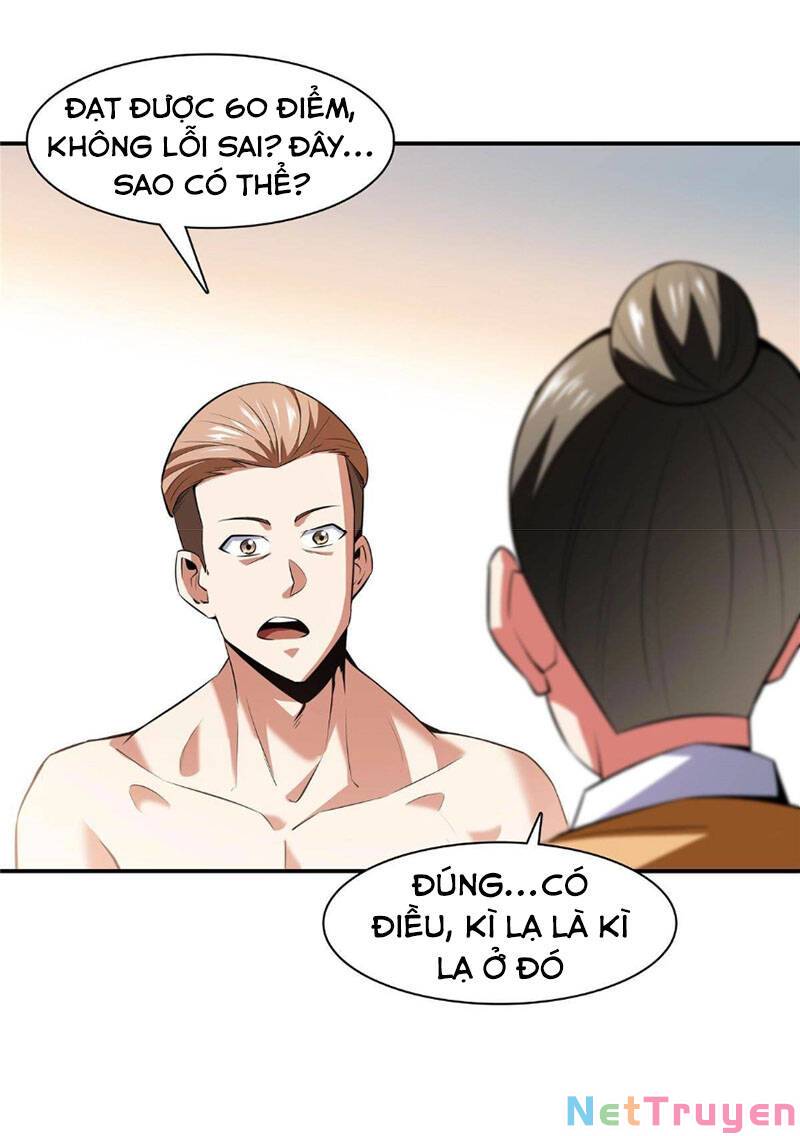 ĐẠT ĐƯỢC 60 ĐIỂM,
KHÔNG LỖI SAI? ĐÂY...
SAO CÓ THỂ?
ĐÚNG...CÓ
ĐIỀU, KÌ LẠ LÀ KÌ
LẠ Ở ĐÓ
NetTruyen